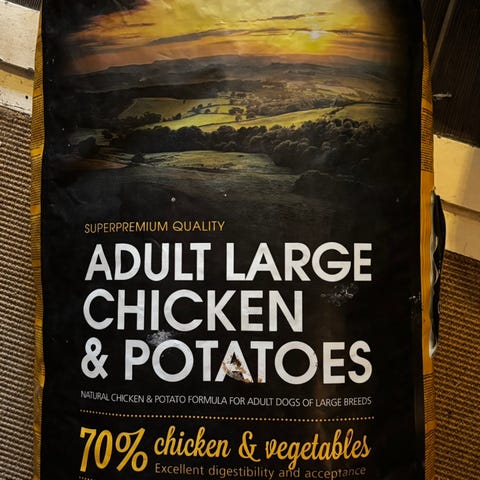 SUPERPREMIUM QUALITY
ADULT LARGE
CHICKEN
& POTATOES
NATURAL CHICKEN & POTATO FORMULA FOR ADULT DOGS OF LARGE BREEDS
70% chicken & vegetables
Excellent digestibility and acceptance